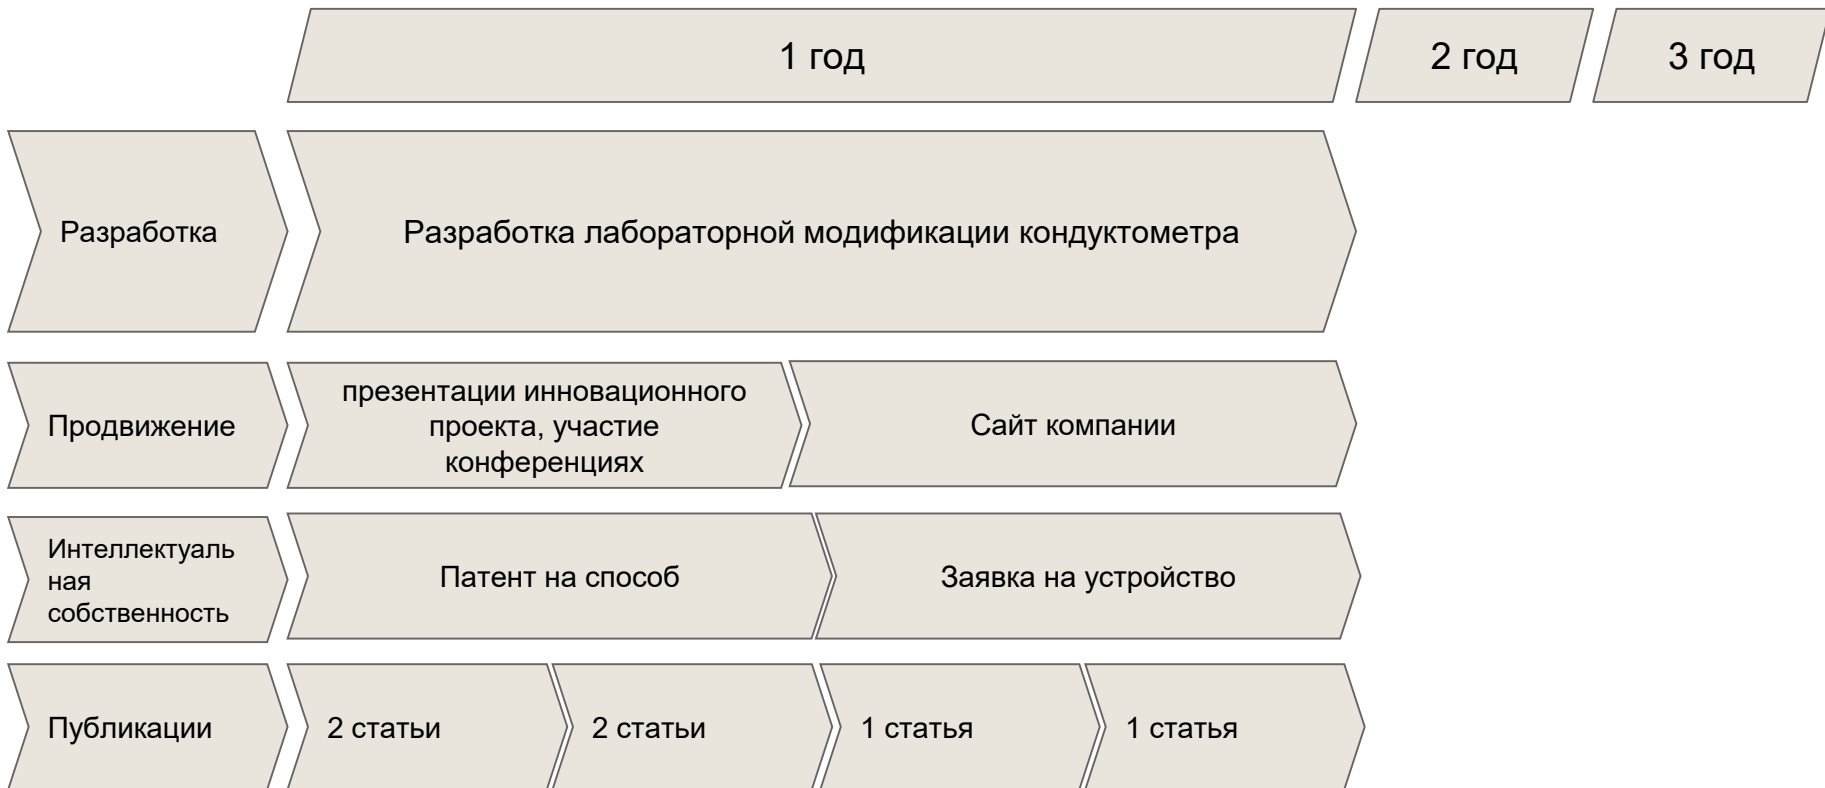 1 год
2 год
3 год
Разработка
Разработка лабораторной модификации кондуктометра
Продвижение
презентации инновационного
проекта, участие
конференциях
Сайт компании
Интеллектуаль
ная
собственность
Патент на способ
Заявка на устройство
Публикации
2 статьи
2 статьи
1 статья
1 статья